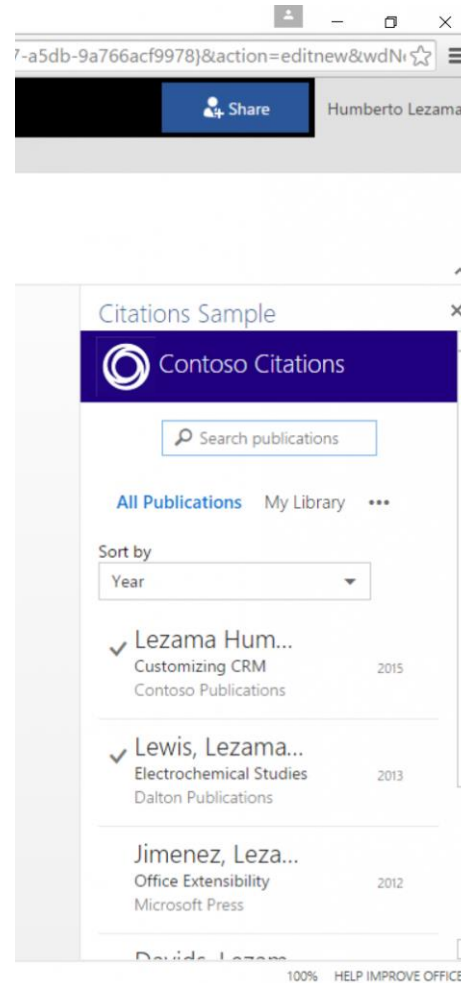 7-a5db-9a766acf9978}&action=editnew&wdN
Share Humberto Lezama
Citations Sample
Contoso Citations
Search publications
All Publications My Library •••
Sort by
Year
Lezama Hum...
Customizing CRM 2015
Contoso Publications
Lewis, Lezama...
Electrochemical Studies 2013
Dalton Publications
Jimenez, Leza...
Office Extensibility 2012
Microsoft Press
100% HELP IMPROVE OFFICE